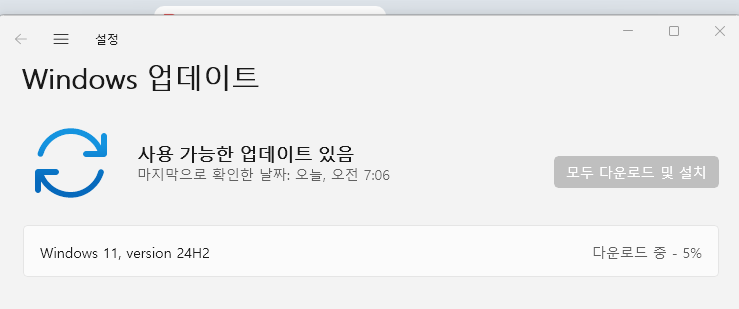 설정
Windows 업데이트
사용 가능한 업데이트 있음
마지막으로 확인한 날짜: 오늘, 오전 7:06
모두 다운로드 및 설치
Windows 11, version 24H2
다운로드 중 - 5%